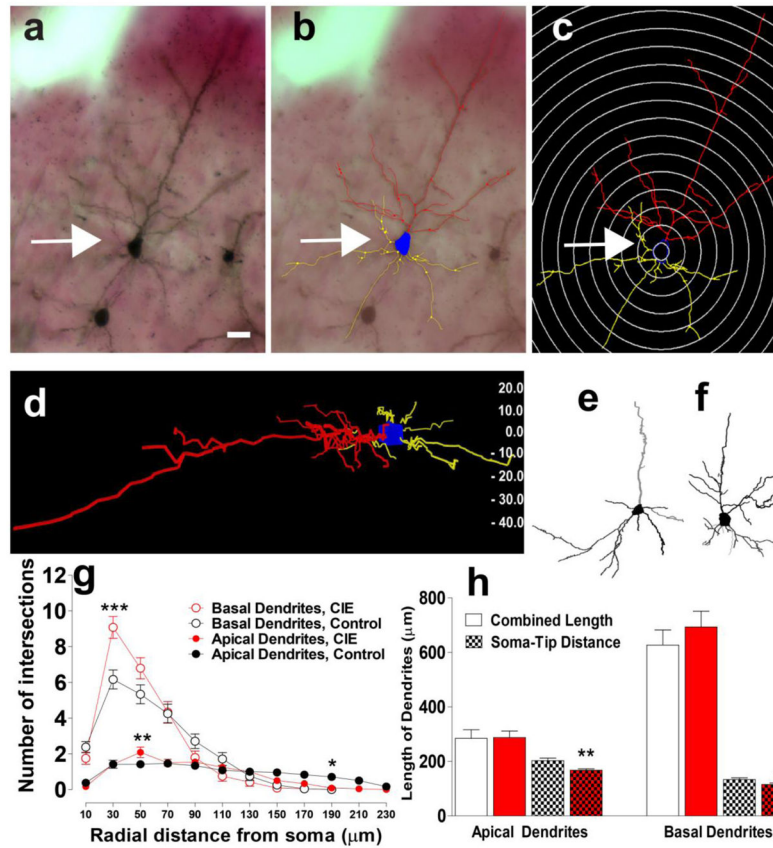 a
b
c
d
20.0
10.0
0.0
- 10.0
- 20.0
- 30.0
- 40.0
e
f
g
Number of intersections
12
10
8
6
4
2
0
***
**
*
Basal Dendrites, CIE
Basal Dendrites, Control
Apical Dendrites, CIE
Apical Dendrites, Control
10 30 50 70 90 110 130 150 170 190 210 230
Radial distance from soma (μm)
h
Length of Dendrites (μm)
800
600
400
200
0
Combined Length
Soma-Tip Distance
**
Apical Dendrites
Basal Dendrites